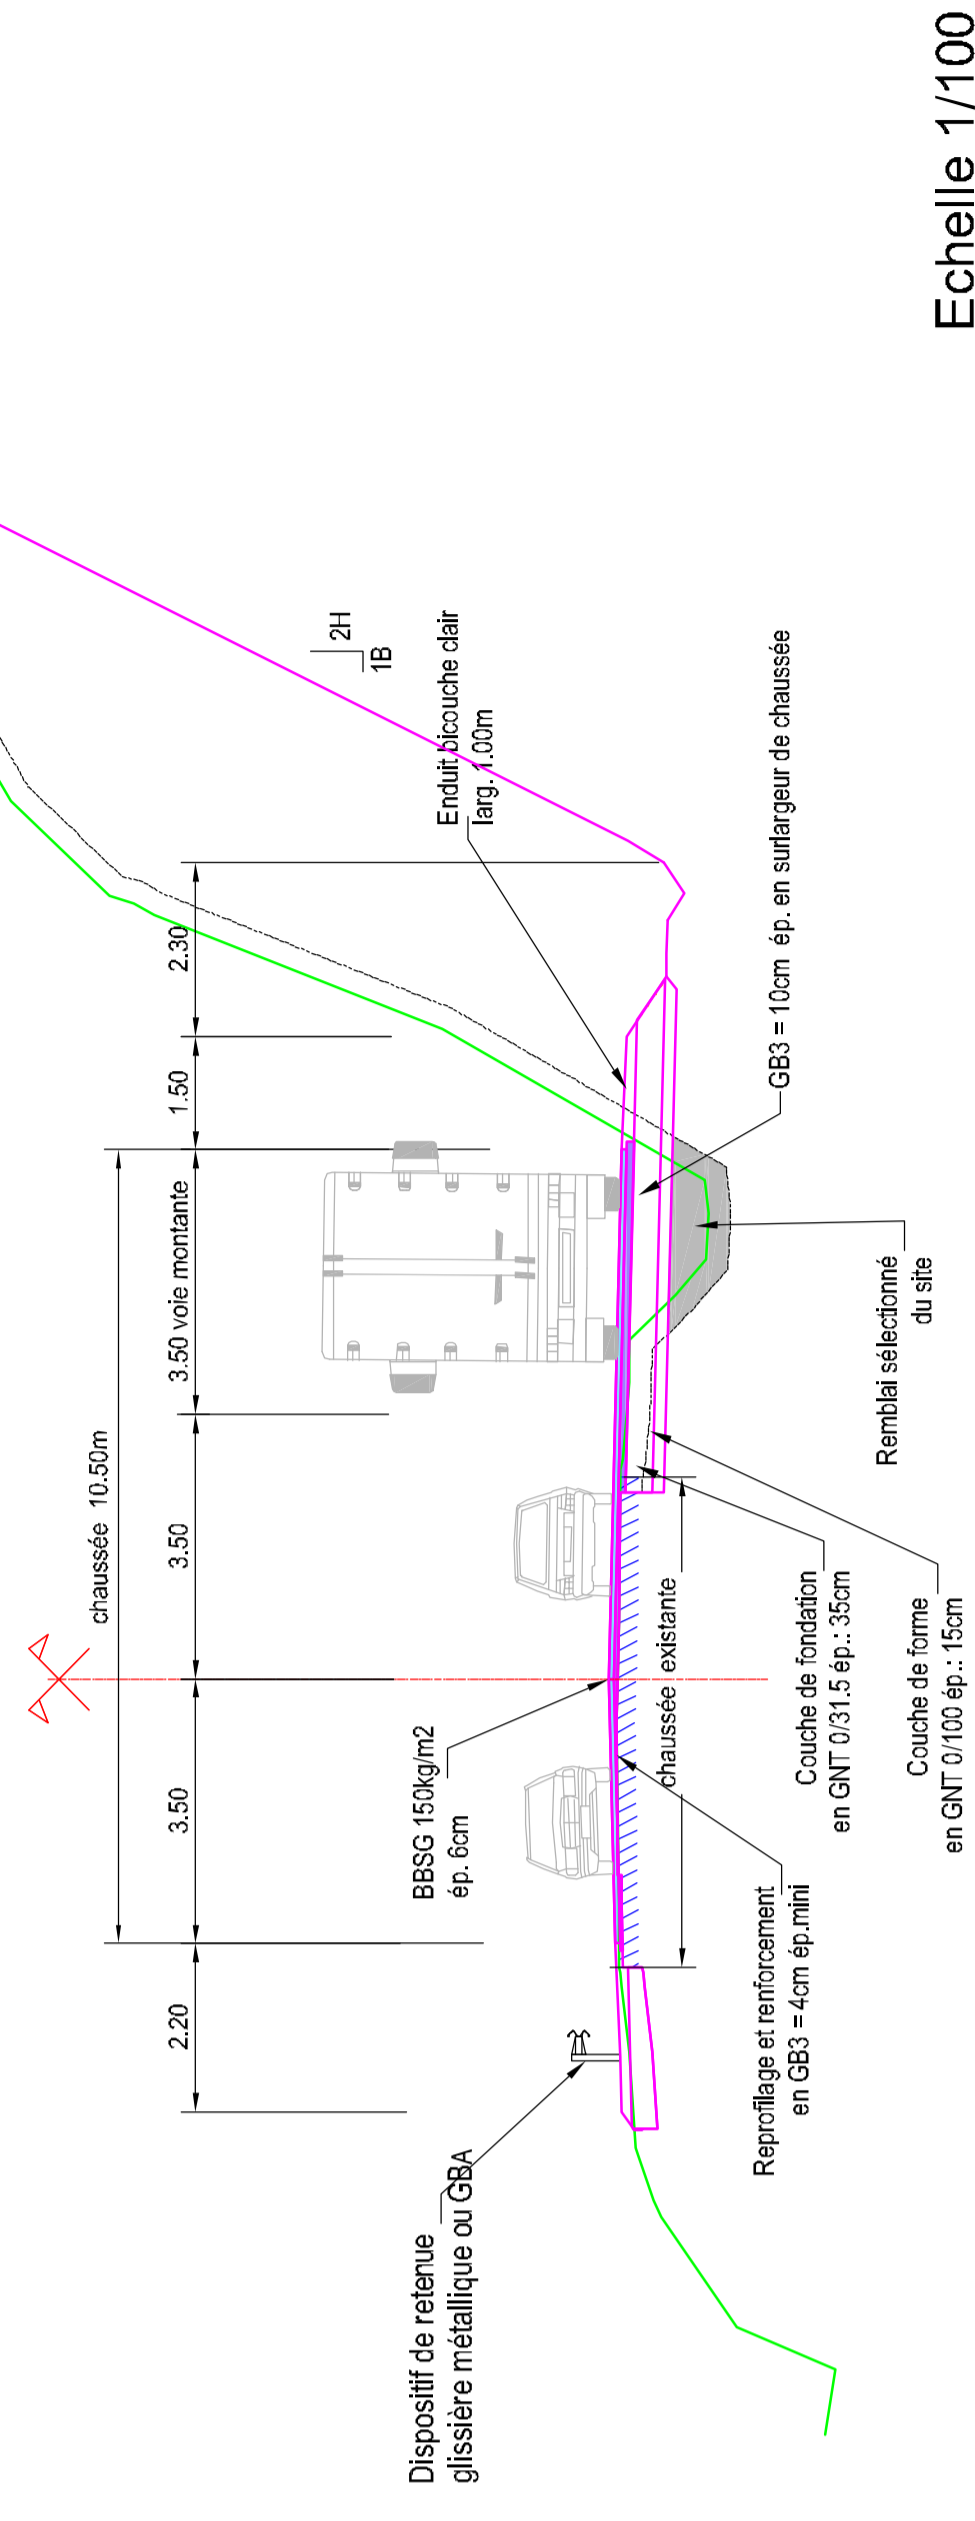 chaussée 10.50m
2.20
3.50
3.50
3.50 voie montante
1.50
2.30
2H
1B
Dispositif de retenue
glissière métallique ou GBA
BBSG 150kg/m2
ép. 6cm
Enduit bicouche clair
larg. 1.00m
chaussée existante
Reprofilage et renforcement
en GB3 = 4cm ép.mini
Couche de fondation
en GNT 0/31.5 ép.: 35cm
Couche de forme
en GNT 0/100 ép.: 15cm
Remblai sélectionné
du site
GB3 = 10cm ép. en surlargeur de chaussée
Echelle 1/100